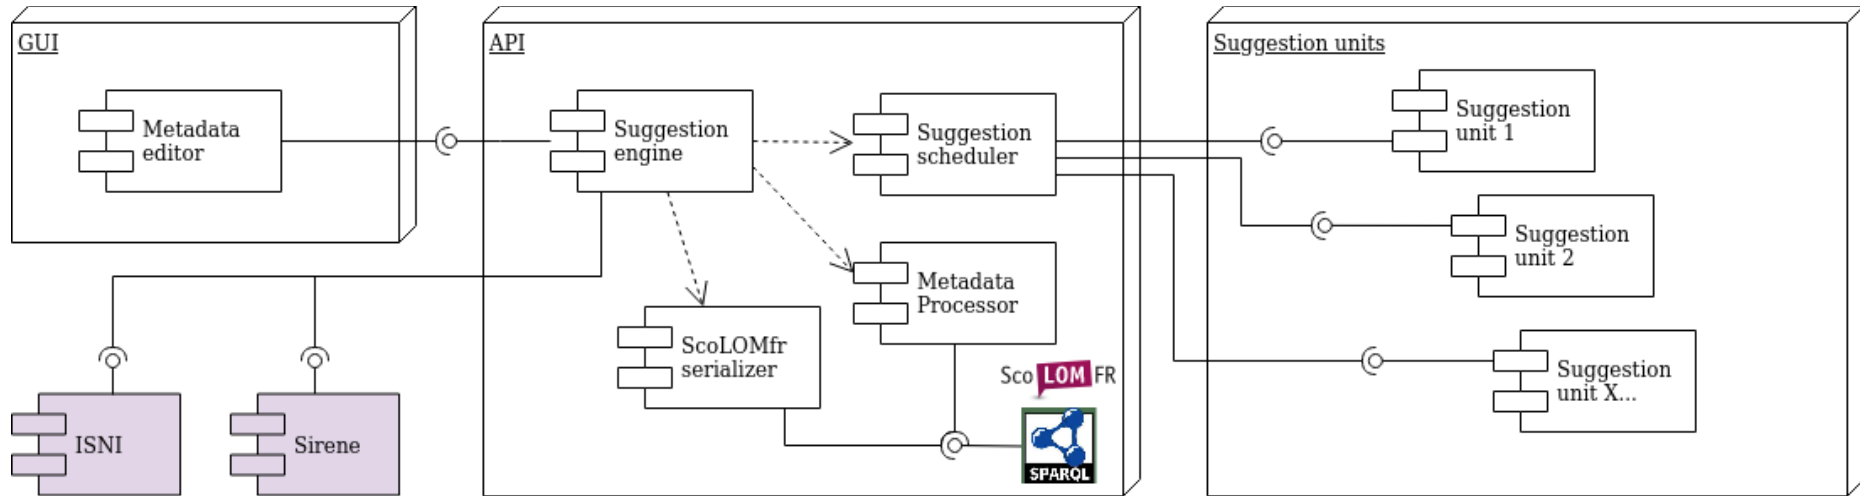 GUI
Metadata
editor
API
Suggestion
engine
Suggestion
scheduler
Metadata
Processor
ScoLOMfr
serializer
Sco LOM FR
SPARQL
Suggestion units
Suggestion
unit 1
Suggestion
unit 2
Suggestion
unit X...
ISNI
Sirene